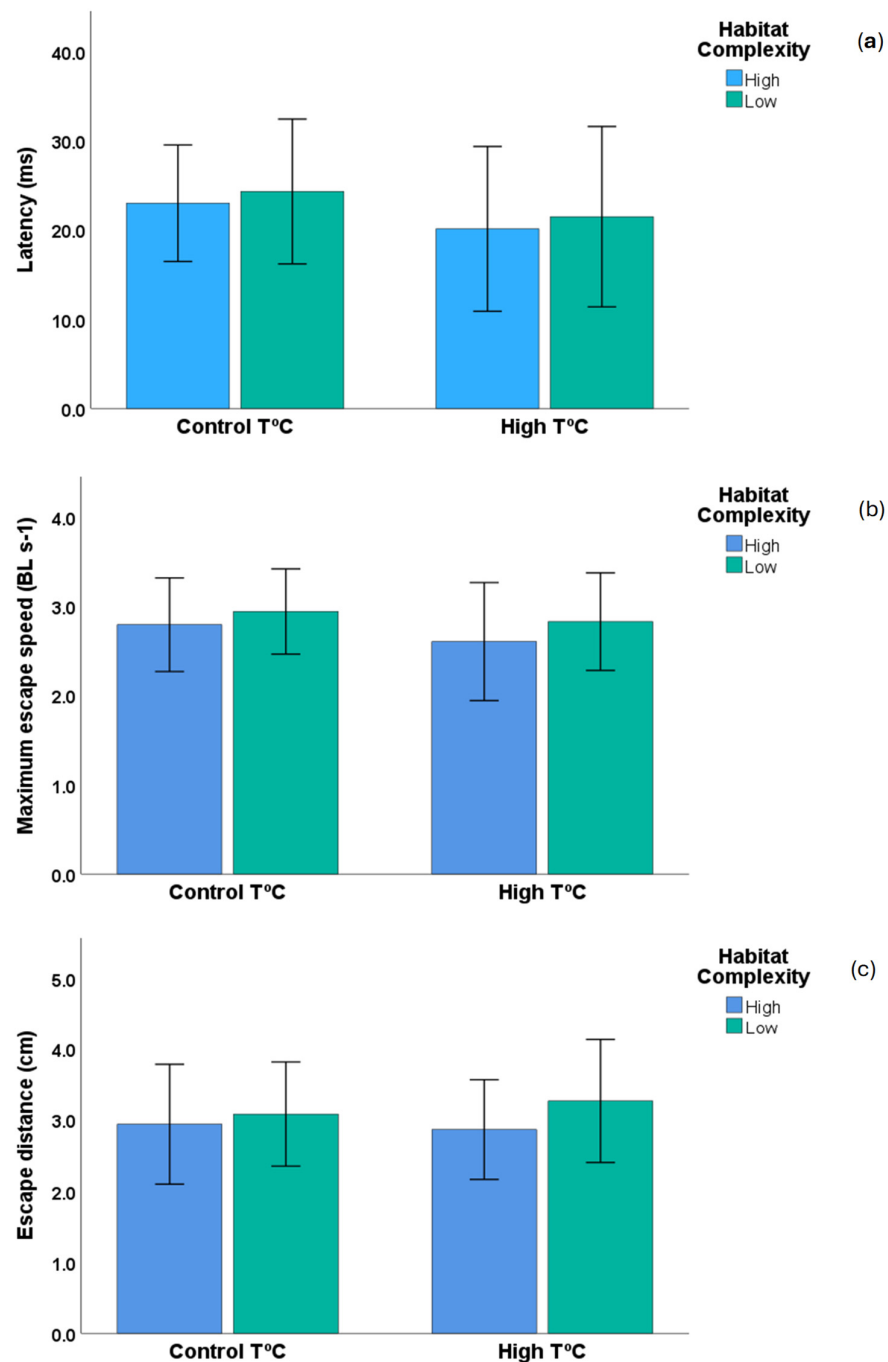 Habitat
Complexity
High
Low
(a)
Latency (ms)
40.0
30.0
20.0
10.0
0.0
Control TºC
High TºC
Habitat
Complexity
High
Low
(b)
Maximum escape speed (BL s-1)
4.0
3.0
2.0
1.0
0.0
Control TºC
High TºC
Habitat
Complexity
High
Low
(c)
Escape distance (cm)
5.0
4.0
3.0
2.0
1.0
0.0
Control TºC
High TºC